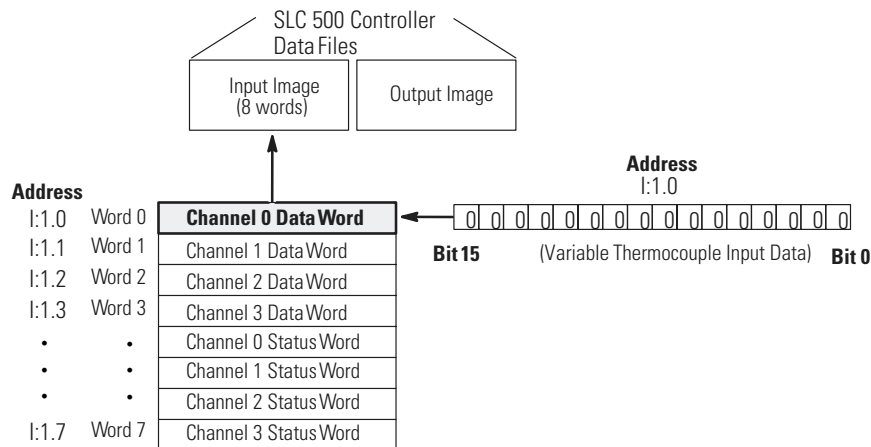 SLC 500 Controller
Data Files
Input Image
(8 words)
Output Image
Address
I:1.0
Address
I:1.0 Word 0 Channel 0 Data Word 0 0 0 0 0 0 0 0 0 0 0 0 0 0 0 0
I:1.1 Word 1 Channel 1 Data Word Bit 15 (Variable Thermocouple Input Data) Bit 0
I:1.2 Word 2 Channel 2 Data Word
I:1.3 Word 3 Channel 3 Data Word
• • Channel 0 Status Word
• • Channel 1 Status Word
• • Channel 2 Status Word
I:1.7 Word 7 Channel 3 Status Word